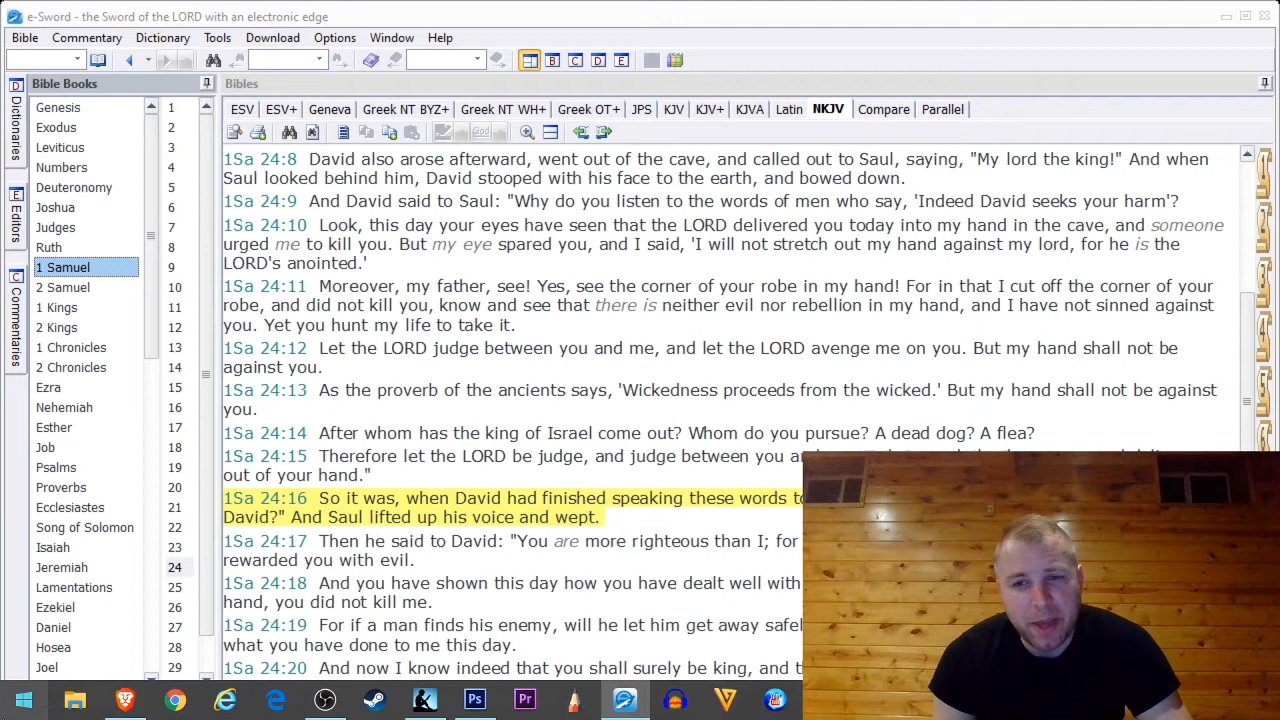 e-Sword - the Sword of the LORD with an electronic edge
Bible Commentary Dictionary Tools Download Options Window Help
B C D E
Bible Books
Bibles
D Dictionaries
E Editors
C Commentaries
ESV ESV+ Geneva Greek NT BYZ+ Greek NT WH+ Greek OT+ JPS KJV KJV+ KJVA Latin NKJV Compare Parallel
Genesis 1
Exodus 2
Leviticus 3
Numbers 4
Deuteronomy 5
Joshua 6
Judges 7
Ruth 8
1 Samuel 9
2 Samuel 10
1 Kings 11
2 Kings 12
1 Chronicles 13
2 Chronicles 14
Ezra 15
Nehemiah 16
Esther 17
Job 18
Psalms 19
Proverbs 20
Ecclesiastes 21
Song of Solomon 22
Isaiah 23
Jeremiah 24
Lamentations 25
Ezekiel 26
Daniel 27
Hosea 28
Joel 29
1Sa 24:8 David also arose afterward, went out of the cave, and called out to Saul, saying, "My lord the king!" And when
Saul looked behind him, David stooped with his face to the earth, and bowed down.
1Sa 24:9 And David said to Saul: "Why do you listen to the words of men who say, 'Indeed David seeks your harm'?
1Sa 24:10 Look, this day your eyes have seen that the LORD delivered you today into my hand in the cave, and someone
urged me to kill you. But my eye spared you, and I said, 'I will not stretch out my hand against my lord, for he is the
LORD's anointed.'
1Sa 24:11 Moreover, my father, see! Yes, see the corner of your robe in my hand! For in that I cut off the corner of your
robe, and did not kill you, know and see that there is neither evil nor rebellion in my hand, and I have not sinned against
you. Yet you hunt my life to take it.
1Sa 24:12 Let the LORD judge between you and me, and let the LORD avenge me on you. But my hand shall not be
against you.
1Sa 24:13 As the proverb of the ancients says, 'Wickedness proceeds from the wicked.' But my hand shall not be against
you.
1Sa 24:14 After whom has the king of Israel come out? Whom do you pursue? A dead dog? A flea?
1Sa 24:15 Therefore let the LORD be judge, and judge between you
out of your hand."
1Sa 24:16 So it was, when David had finished speaking these words
David?" And Saul lifted up his voice and wept.
1Sa 24:17 Then he said to David: "You are more righteous than I; for
rewarded you with evil.
1Sa 24:18 And you have shown this day how you have dealt well with
hand, you did not kill me.
1Sa 24:19 For if a man finds his enemy, will he let him get away
what you have done to me this day.
1Sa 24:20 And now I know indeed that you shall surely be king, and
Ps Pr